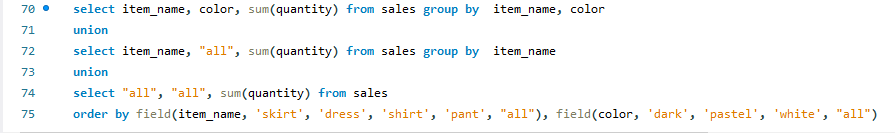 70 select item_name, color, sum(quantity) from sales group by  item_name, color
71 union
72 select item_name, "all", sum(quantity) from sales group by  item_name
73 union
74 select "all", "all", sum(quantity) from sales
75 order by field(item_name, 'skirt', 'dress', 'shirt', 'pant', "all"), field(color, 'dark', 'pastel', 'white', "all")